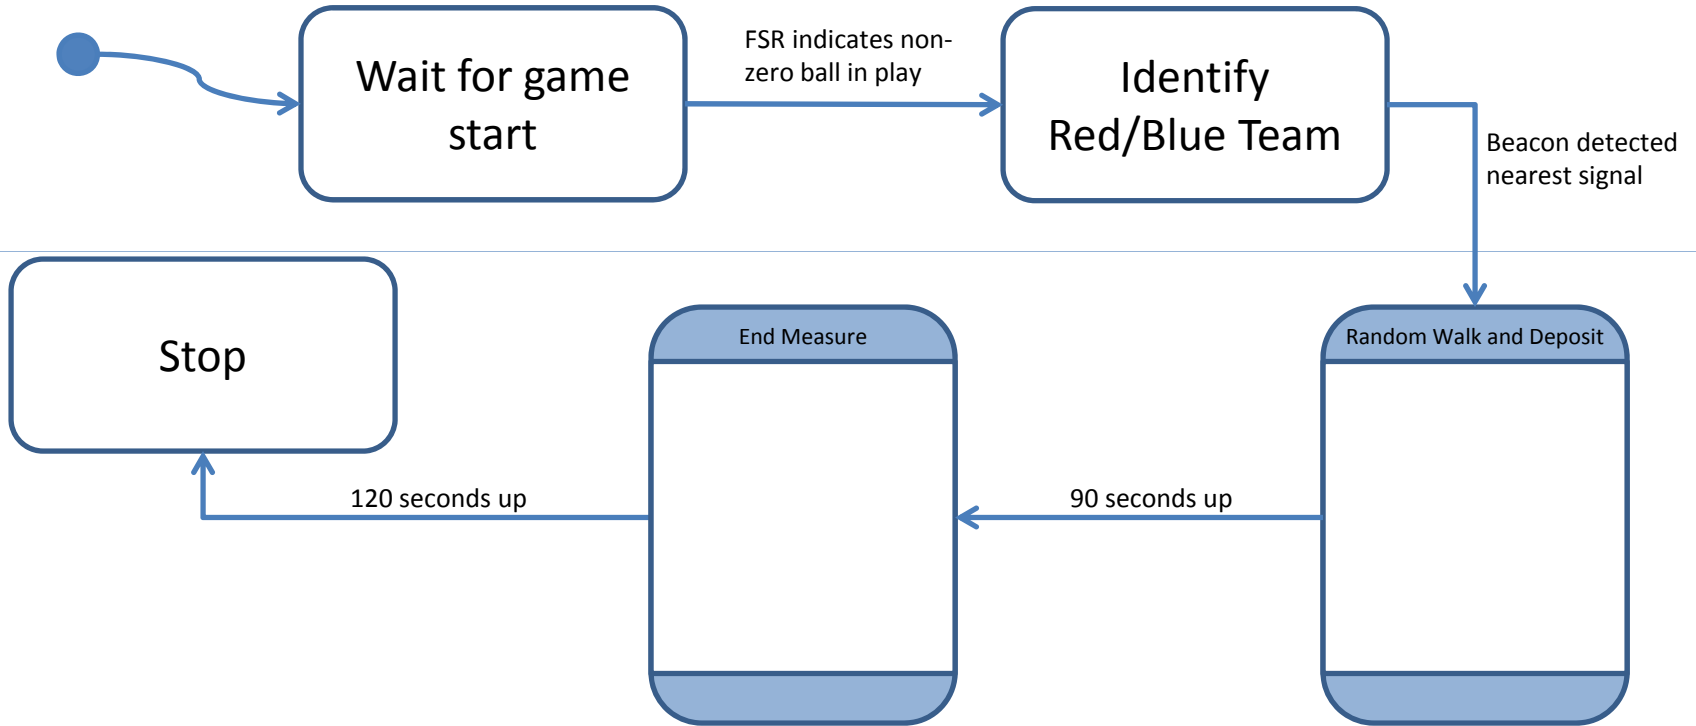 Wait for game
start
FSR indicates non-
zero ball in play
Identify
Red/Blue Team
Beacon detected
nearest signal
Stop
End Measure
Random Walk and Deposit
120 seconds up
90 seconds up